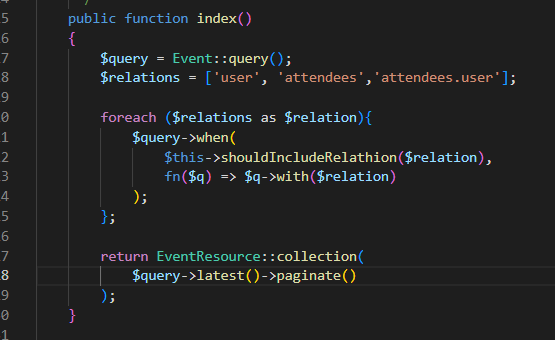 */
5 public function index()
6 {
7 $query = Event::query();
8 $relations = ['user', 'attendees','attendees.user'];
9
0 foreach ($relations as $relation){
1 $query->when(
2 $this->shouldIncludeRelathion($relation),
3 fn($q) => $q->with($relation)
4 );
5 };
6
7 return EventResource::collection(
8 $query->latest()->paginate()
9 );
0 }
1